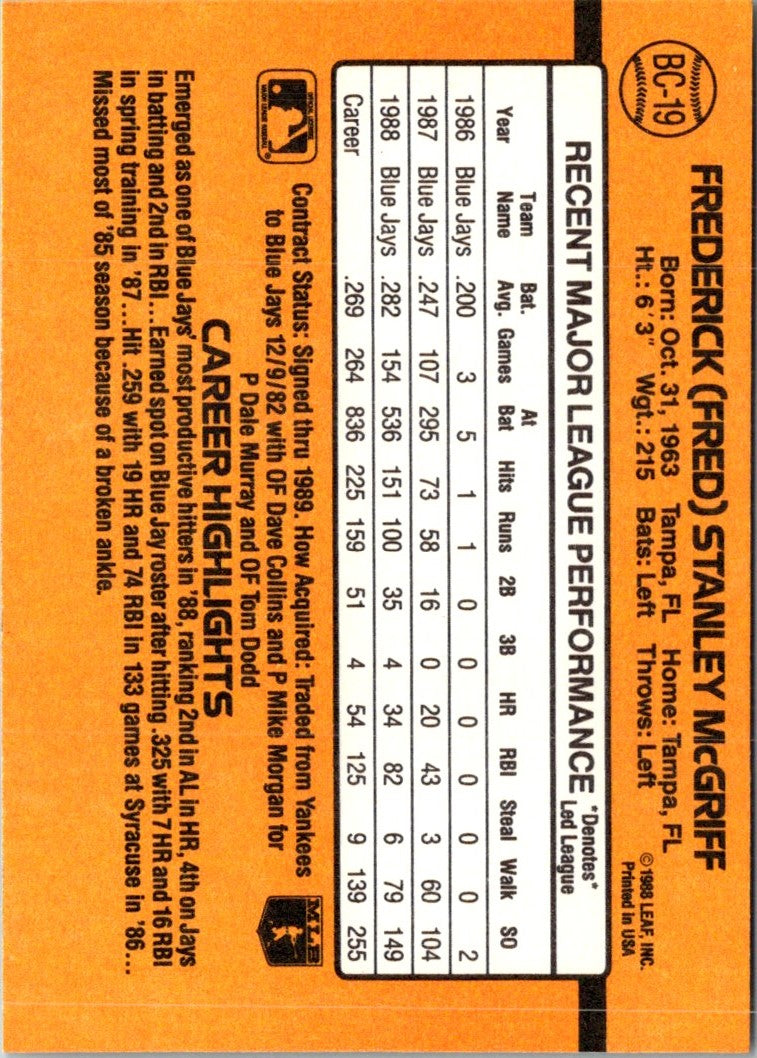 BC-19
FREDERICK (FRED) STANLEY McGRIFF
Born: Oct. 31, 1963 Tampa, FL Home: Tampa, FL
Ht.: 6'3" Wgt.: 215 Bats: Left Throws: Left
© 1988 LEAF, INC.
Printed in USA
RECENT MAJOR LEAGUE PERFORMANCE *Denotes*
Led League
Year Team Name Bat. Avg. Games At Bat Hits Runs 2B 3B HR RBI Steal Walk SO
1986 Blue Jays .200 3 5 1 1 0 0 0 0 0 0 2
1987 Blue Jays .247 107 295 73 58 16 0 20 43 3 60 104
1988 Blue Jays .282 154 536 151 100 35 4 34 82 6 79 149
Career .269 264 836 225 159 51 4 54 125 9 139 255
Contract Status: Signed thru 1989. How Acquired: Traded from Yankees
to Blue Jays 12/9/82 with OF Dave Collins and P Mike Morgan for
P Dale Murray and OF Tom Dodd
MLB
CAREER HIGHLIGHTS
Emerged as one of Blue Jays' most productive hitters in '88, ranking 2nd in AL in HR, 4th on Jays
in batting and 2nd in RBI... Earned spot on Blue Jay roster after hitting .325 with 7 HR and 16 RBI
in spring training in '87...Hit .259 with 19 HR and 74 RBI in 133 games at Syracuse in '86...
Missed most of '85 season because of a broken ankle.